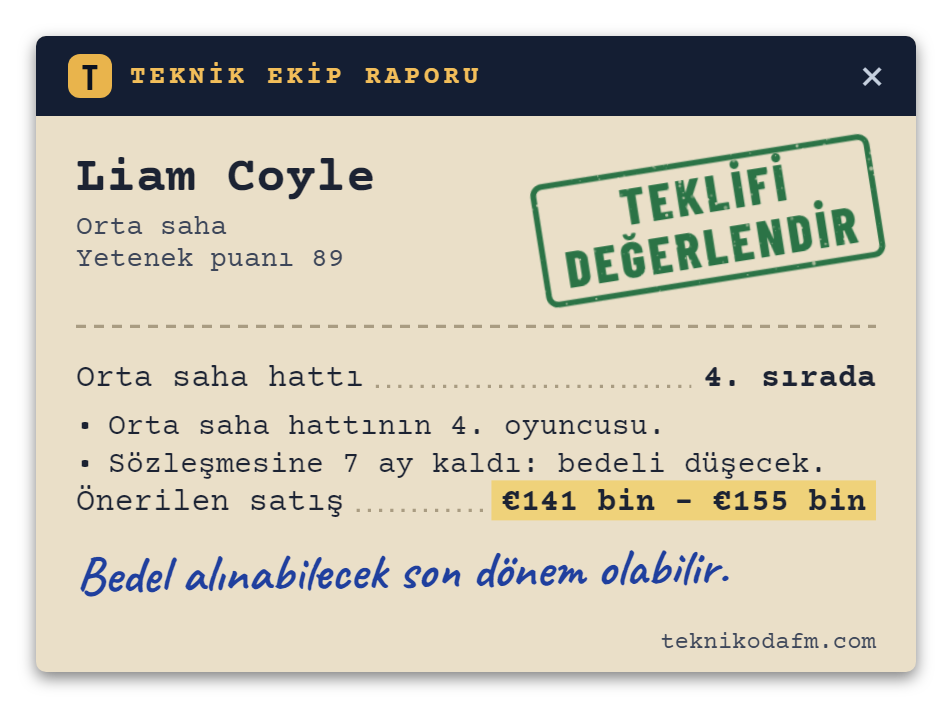 T TEKNİK EKİP RAPORU ×
Liam Coyle
Orta saha
Yetenek puanı 89
TEKLİFİ
DEĞERLENDİR
Orta saha hattı 4. sırada
• Orta saha hattının 4. oyuncusu.
• Sözleşmesine 7 ay kaldı: bedeli düşecek.
Önerilen satış €141 bin – €155 bin
Bedel alınabilecek son dönem olabilir.
teknikodafm.com